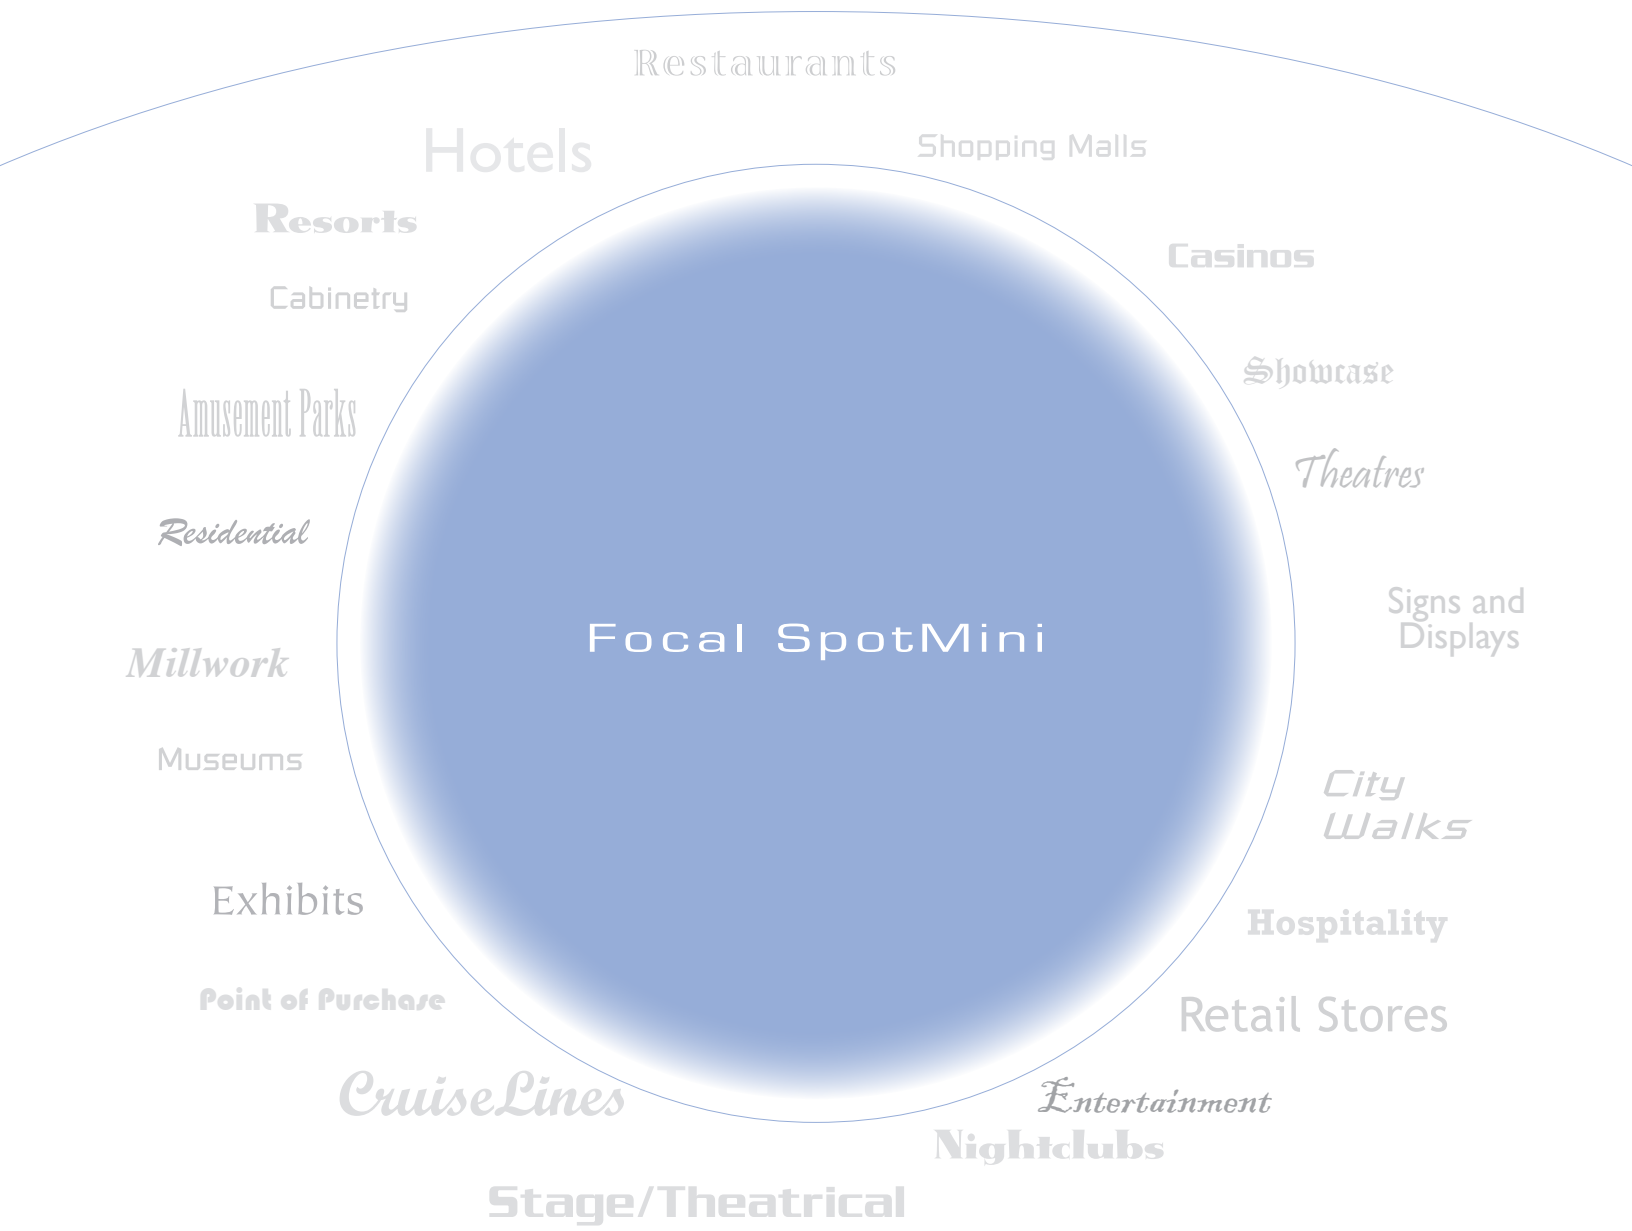 Restaurants
Hotels
Shopping Malls
Resorts
Casinos
Cabinetry
Showcase
Amusement Parks
Theatres
Residential
Signs and
Displays
Focal SpotMini
Millwork
Museums
City
Walks
Exhibits
Hospitality
Point of Purchase
Retail Stores
CruiseLines
Entertainment
Nightclubs
Stage/Theatrical